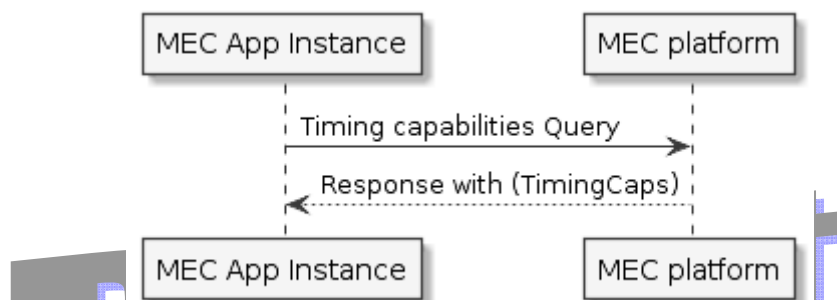 MEC App Instance MEC platform
Timing capabilities Query
Response with (TimingCaps)
MEC App Instance MEC platform